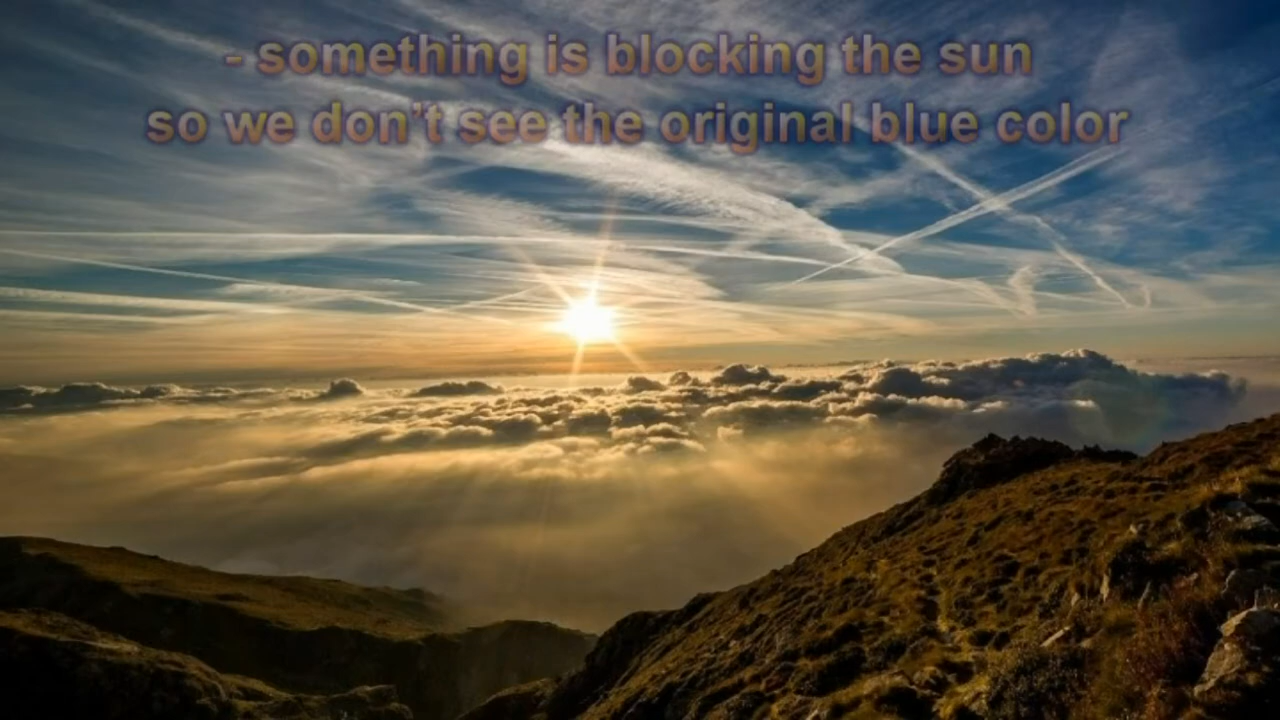 - something is blocking the sun
so we don't see the original blue color